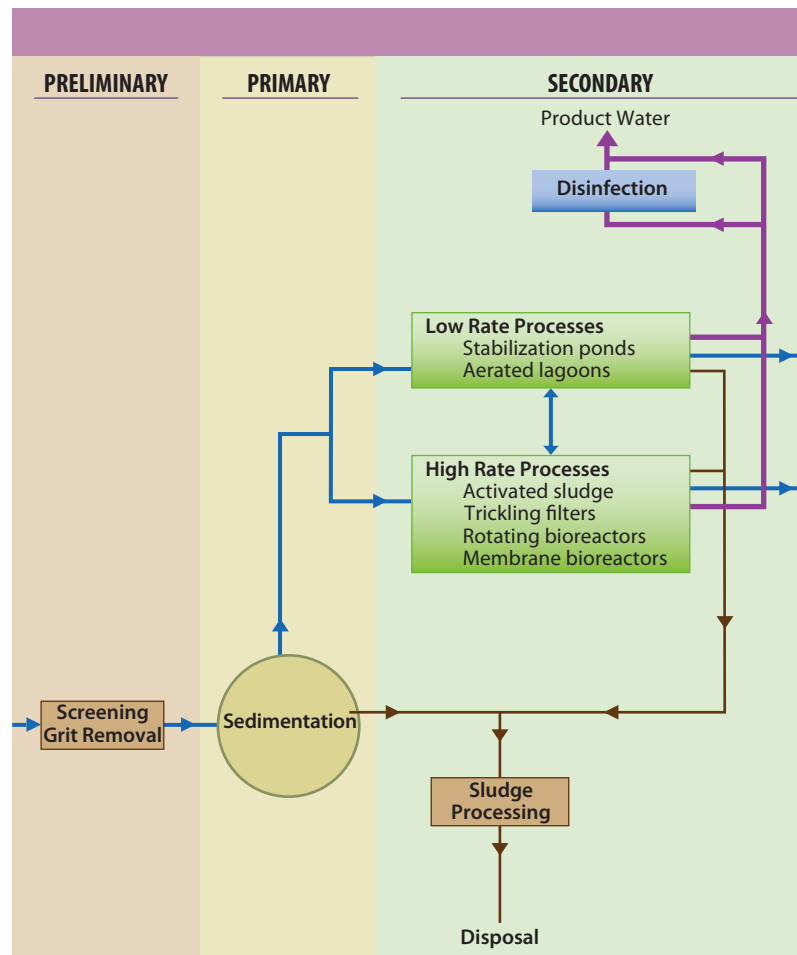 PRELIMINARY
PRIMARY
SECONDARY
Product Water
Disinfection
Low Rate Processes
Stabilization ponds
Aerated lagoons
High Rate Processes
Activated sludge
Trickling filters
Rotating bioreactors
Membrane bioreactors
Screening
Grit Removal
Sedimentation
Sludge
Processing
Disposal